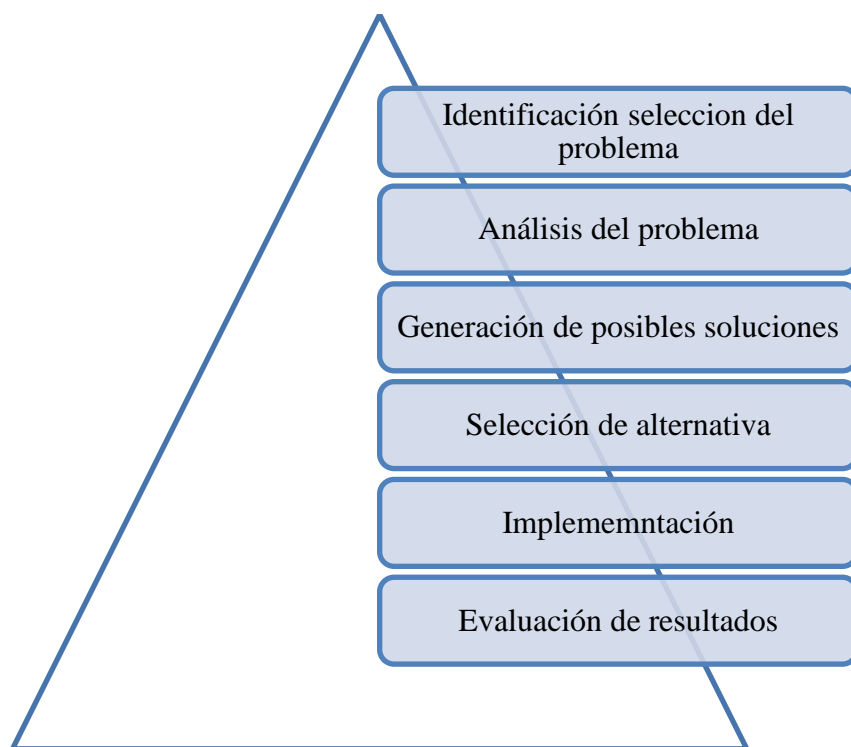 Identificación seleccion del
problema
Análisis del problema
Generación de posibles soluciones
Selección de alternativa
Implememntación
Evaluación de resultados